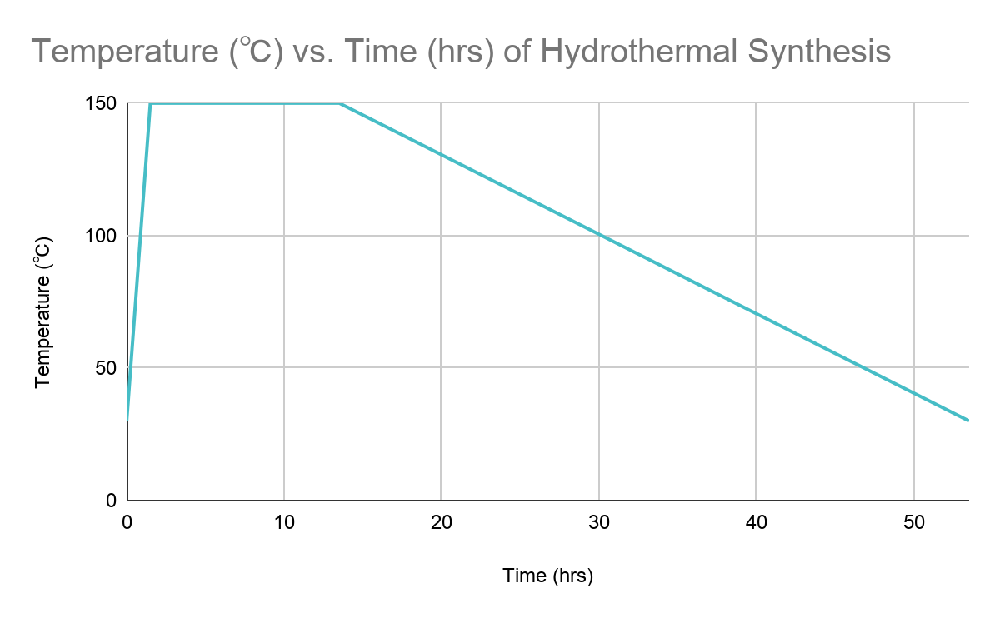 Temperature (℃) vs. Time (hrs) of Hydrothermal Synthesis
150
100
50
0
Temperature (℃)
0 10 20 30 40 50
Time (hrs)